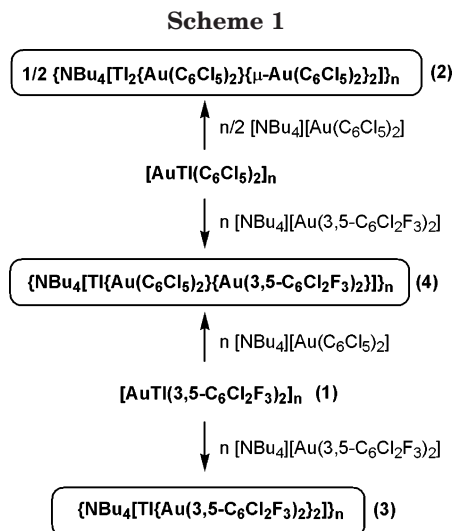 Scheme 1
1/2 {NBu₄[Tl₂{Au(C₆Cl₅)₂}{μ-Au(C₆Cl₅)₂}₂]}ₙ (2)
n/2 [NBu₄][Au(C₆Cl₅)₂]
[AuTl(C₆Cl₅)₂]ₙ
n [NBu₄][Au(3,5-C₆Cl₂F₃)₂]
{NBu₄[Tl{Au(C₆Cl₅)₂}{Au(3,5-C₆Cl₂F₃)₂}]}ₙ (4)
n [NBu₄][Au(C₆Cl₅)₂]
[AuTl(3,5-C₆Cl₂F₃)₂]ₙ (1)
n [NBu₄][Au(3,5-C₆Cl₂F₃)₂]
{NBu₄[Tl{Au(3,5-C₆Cl₂F₃)₂}₂]}ₙ (3)